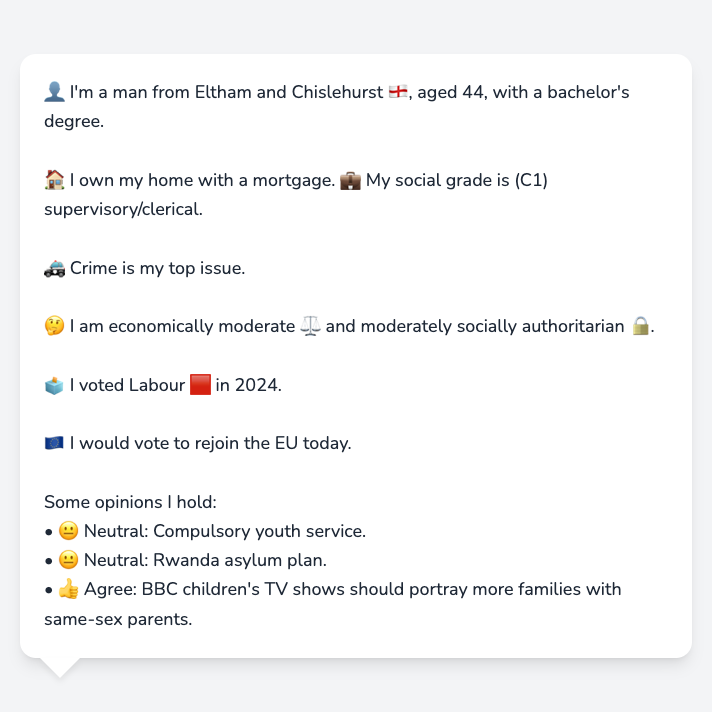 👤 I'm a man from Eltham and Chislehurst 🏴󠁧󠁢󠁥󠁮󠁧󠁿, aged 44, with a bachelor's
degree.
🏠 I own my home with a mortgage. 💼 My social grade is (C1)
supervisory/clerical.
🚓 Crime is my top issue.
🤔 I am economically moderate ⚖️ and moderately socially authoritarian 🔒.
🗳️ I voted Labour 🟥 in 2024.
🇪🇺 I would vote to rejoin the EU today.
Some opinions I hold:
• 😐 Neutral: Compulsory youth service.
• 😐 Neutral: Rwanda asylum plan.
• 👍 Agree: BBC children's TV shows should portray more families with
same-sex parents.